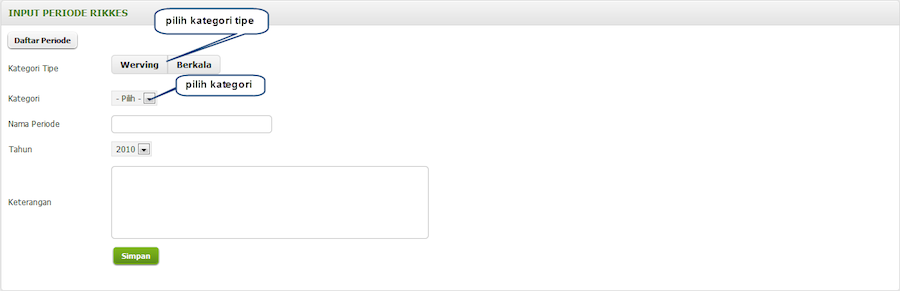 INPUT PERIODE RIKKES
pilih kategori tipe
Daftar Periode
Kategori Tipe
Werving Berkala
pilih kategori
Kategori
- Pilih -
Nama Periode
Tahun
2010
Keterangan
Simpan